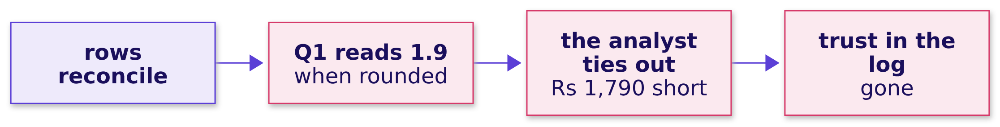 rows
reconcile
Q1 reads 1.9
when rounded
the analyst
ties out
Rs 1,790 short
trust in the
log
gone